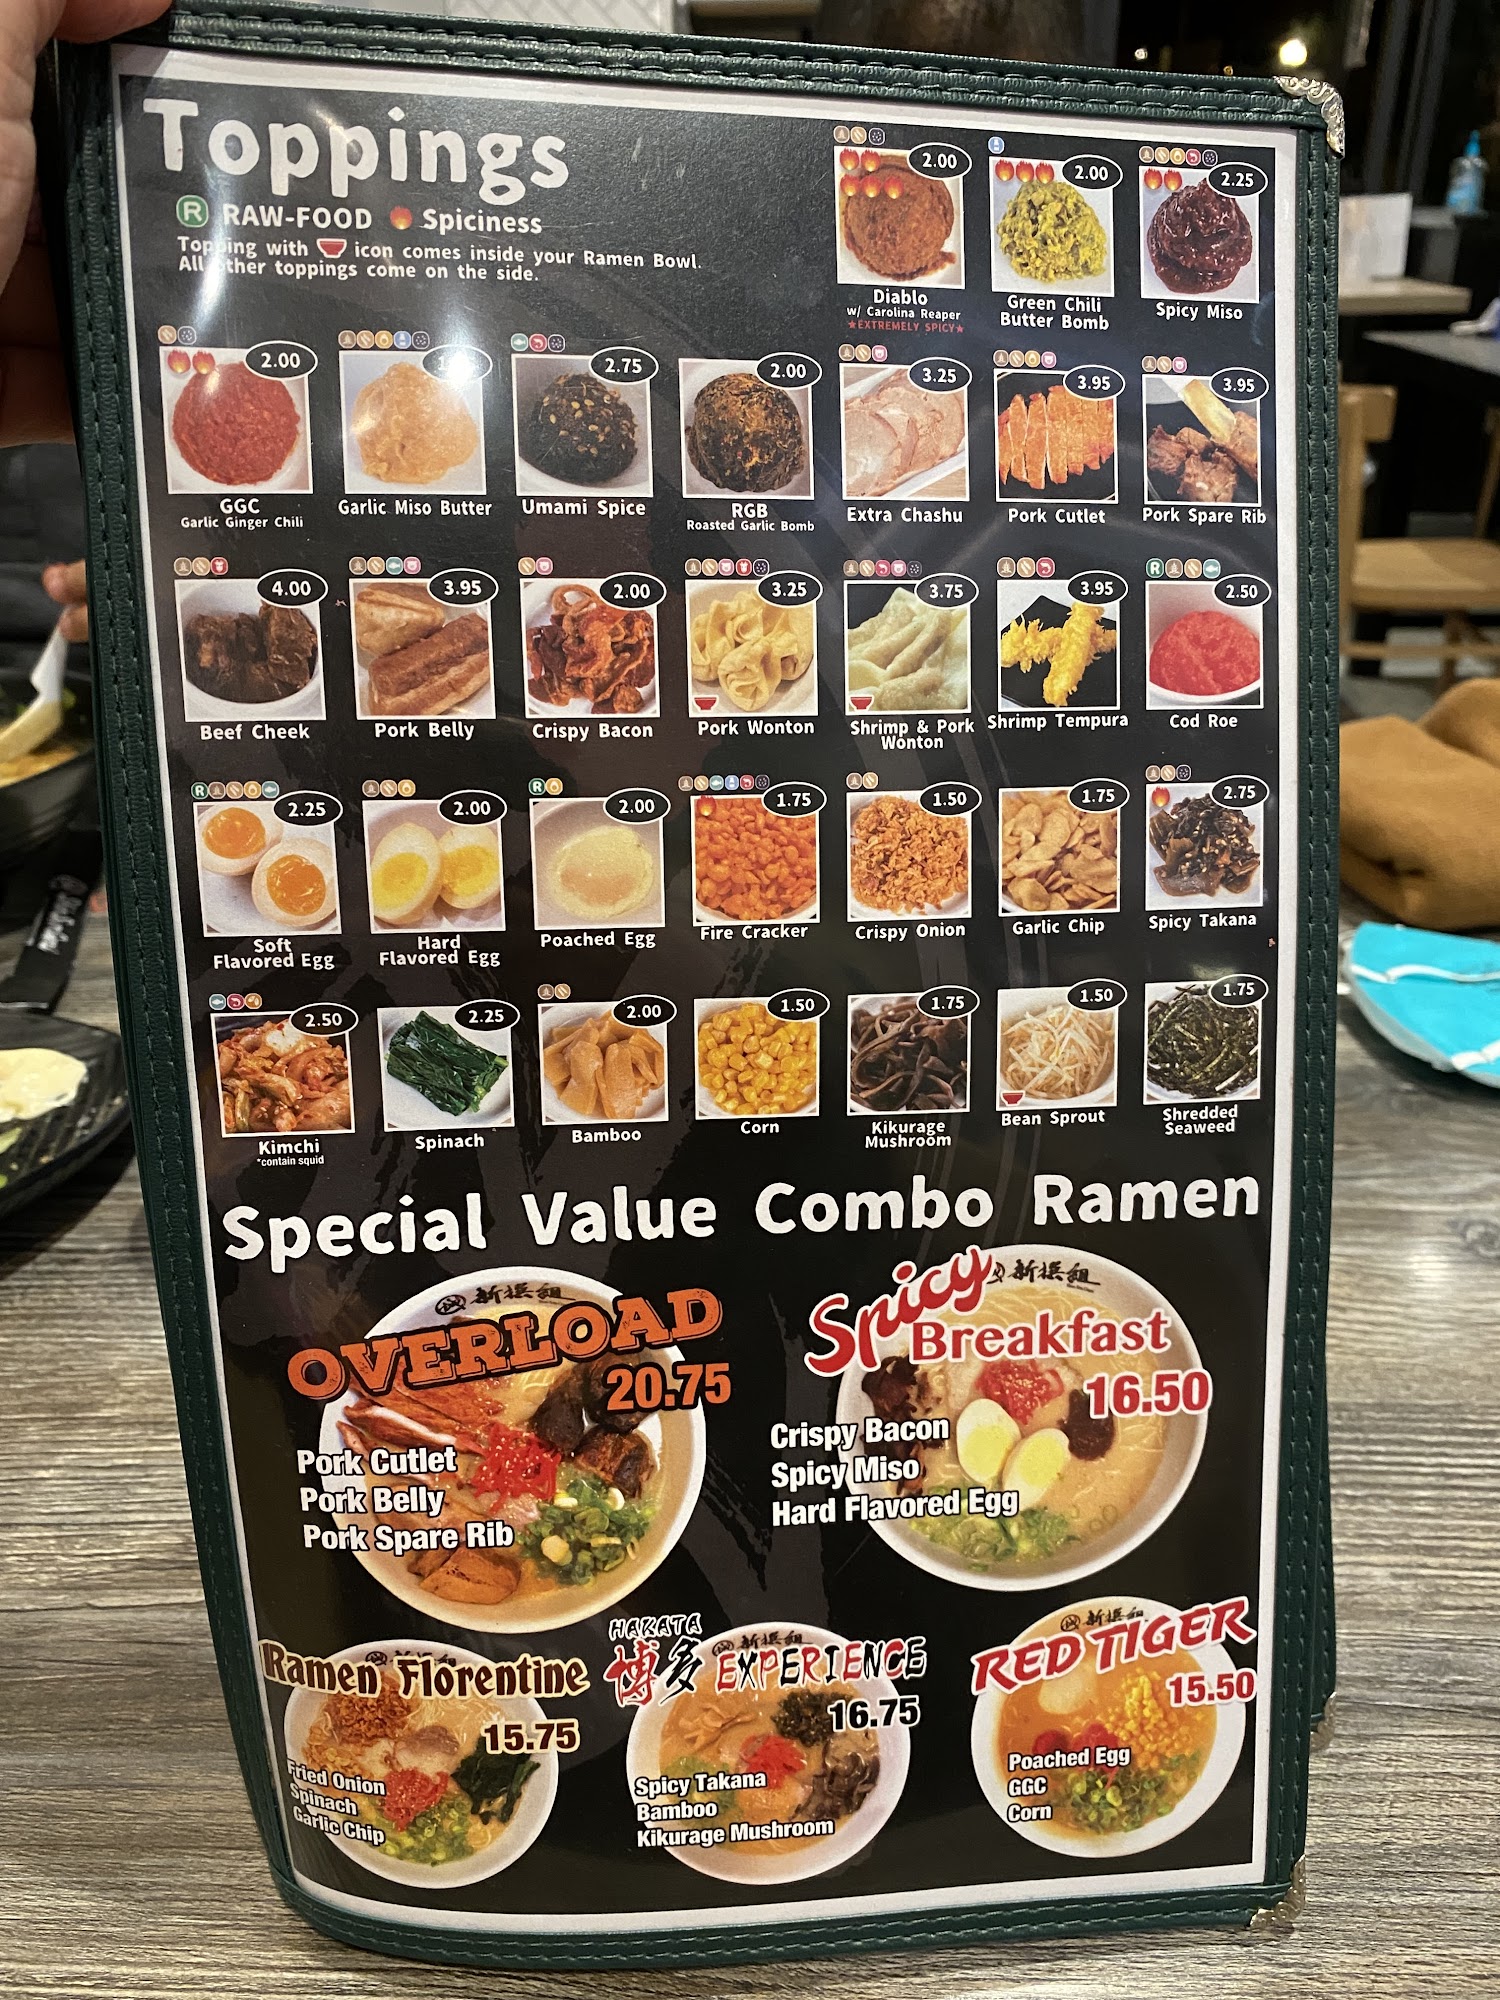 Toppings
R RAW-FOOD Spiciness
Topping with icon comes inside your Ramen Bowl.
All other toppings come on the side.
2.00
Diablo
w/ Carolina Reaper
★EXTREMELY SPICY★
2.00
Green Chili
Butter Bomb
2.25
Spicy Miso
2.00
GGC
Garlic Ginger Chili
Garlic Miso Butter
2.75
Umami Spice
2.00
RGB
Roasted Garlic Bomb
3.25
Extra Chashu
3.95
Pork Cutlet
3.95
Pork Spare Rib
4.00
Beef Cheek
3.95
Pork Belly
2.00
Crispy Bacon
3.25
Pork Wonton
3.75
Shrimp & Pork
Wonton
3.95
Shrimp Tempura
R
2.50
Cod Roe
R
2.25
Soft
Flavored Egg
2.00
Hard
Flavored Egg
R
2.00
Poached Egg
1.75
Fire Cracker
1.50
Crispy Onion
1.75
Garlic Chip
2.75
Spicy Takana
2.50
Kimchi
*contain squid
2.25
Spinach
2.00
Bamboo
1.50
Corn
1.75
Kikurage
Mushroom
1.50
Bean Sprout
1.75
Shredded
Seaweed
Special Value Combo Ramen
新撰組
OVERLOAD
20.75
Pork Cutlet
Pork Belly
Pork Spare Rib
新撰組
Spicy
Breakfast
16.50
Crispy Bacon
Spicy Miso
Hard Flavored Egg
Ramen Florentine
15.75
Fried Onion
Spinach
Garlic Chip
HAKATA
新撰組
博多 EXPERIENCE
16.75
Spicy Takana
Bamboo
Kikurage Mushroom
新撰組
RED TIGER
15.50
Poached Egg
GGC
Corn